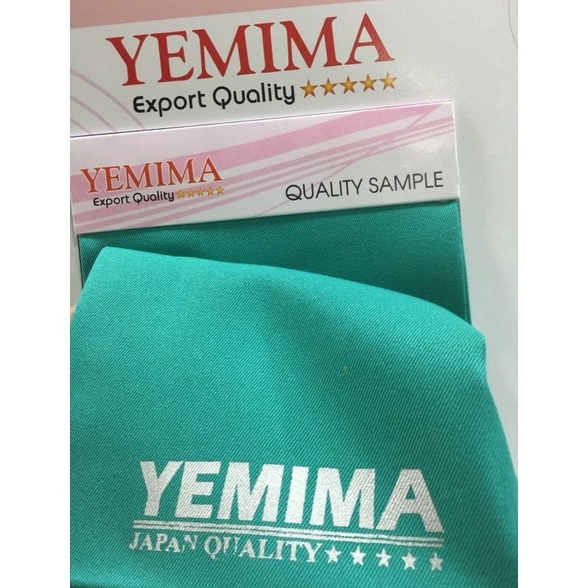 YEMIMA
Export Quality ★★★★★
YEMIMA
Export Quality ★★★★★
QUALITY SAMPLE
YEMIMA
JAPAN QUALITY ★★★★★